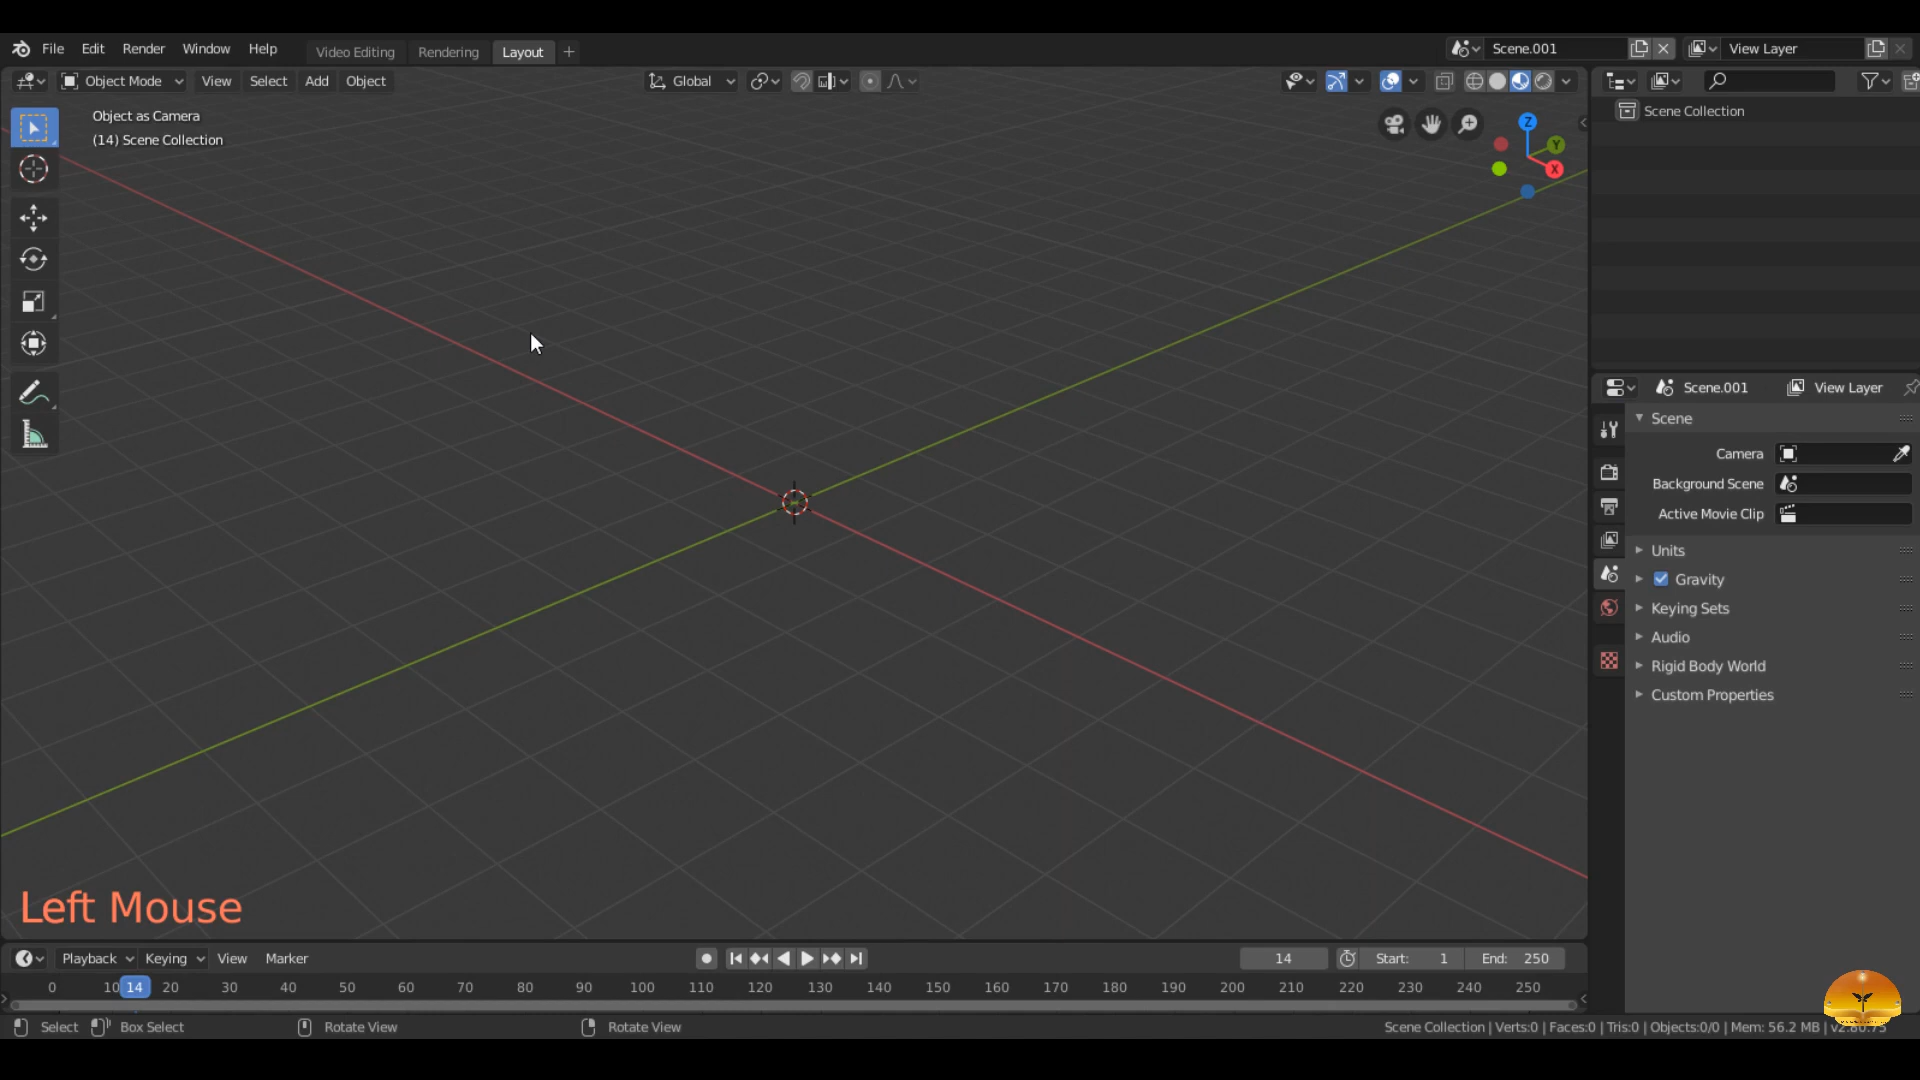 File Edit Render Window Help Video Editing Rendering Layout + Scene.001 View Layer
Object Mode View Select Add Object Global
Object as Camera
(14) Scene Collection
Z
Y
X
Scene Collection
Scene.001 View Layer
Scene
Camera
Background Scene
Active Movie Clip
Units
Gravity
Keying Sets
Audio
Rigid Body World
Custom Properties
Left Mouse
Playback Keying View Marker 14 Start: 1 End: 250
0 10 14 20 30 40 50 60 70 80 90 100 110 120 130 140 150 160 170 180 190 200 210 220 230 240 250
Select Box Select Rotate View Rotate View Scene Collection | Verts:0 | Faces:0 | Tris:0 | Objects:0/0 | Mem: 56.2 MB | v2.80.75